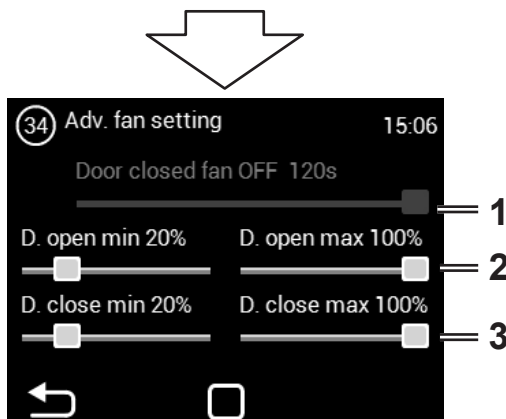 34 Adv. fan setting 15:06
Door closed fan OFF 120s
1
D. open min 20% D. open max 100%
2
D. close min 20% D. close max 100%
3